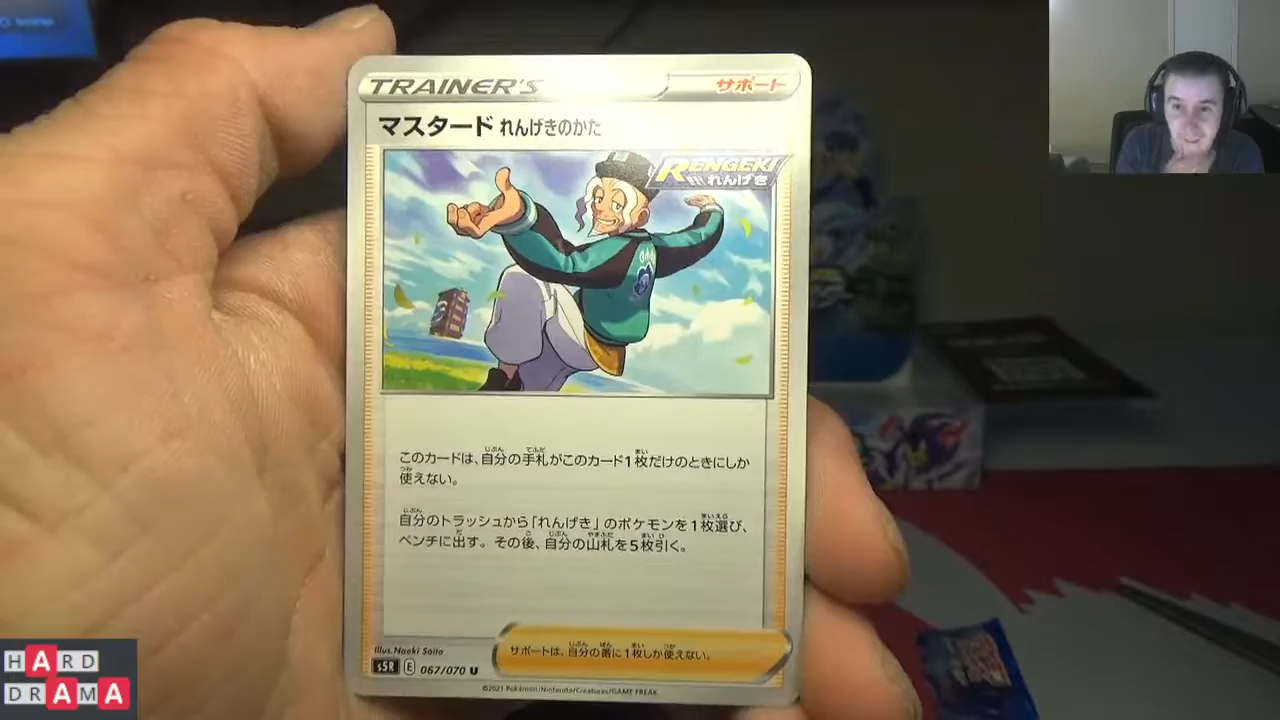 TRAINER'S サポート
マスタード れんげきのかた
RENGEKI
れんげき
このカードは、自分の手札がこのカード1枚だけのときにしか
使えない。
自分のトラッシュから「れんげき」のポケモンを1枚選び、
ベンチに出す。その後、自分の山札を5枚引く。
サポートは、自分の番に1枚しか使えない。
Illus.Naoki Saito
s5R E 067/070 U
©2021 Pokémon/Nintendo/Creatures/GAME FREAK
HARD
DRAMA